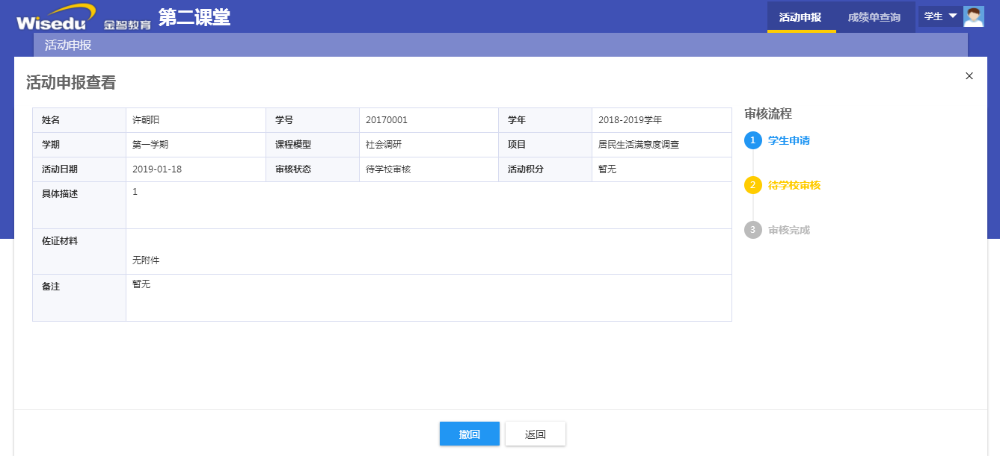 Wisedu 金智教育 第二课堂 活动申报 成绩单查询 学生
活动申报
活动申报查看 ×
姓名 许朝阳 学号 20170001 学年 2018-2019学年
学期 第一学期 课程模型 社会调研 项目 居民生活满意度调查
活动日期 2019-01-18 审核状态 待学校审核 活动积分 暂无
具体描述 1
佐证材料
无附件
备注 暂无
审核流程
1 学生申请
2 待学校审核
3 审核完成
撤回 返回